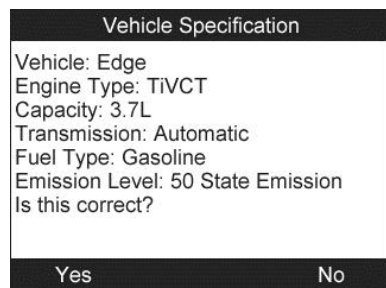 Vehicle Specification
Vehicle: Edge
Engine Type: TiVCT
Capacity: 3.7L
Transmission: Automatic
Fuel Type: Gasoline
Emission Level: 50 State Emission
Is this correct?
Yes No